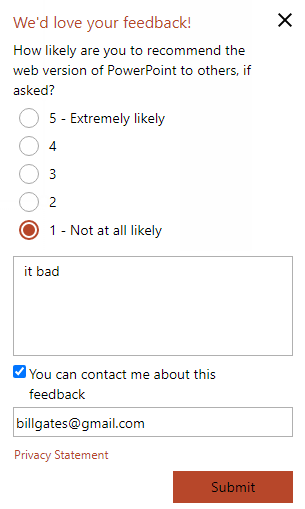 We'd love your feedback!
How likely are you to recommend the
web version of PowerPoint to others, if
asked?
5 - Extremely likely
4
3
2
1 - Not at all likely
it bad
You can contact me about this
feedback
billgates@gmail.com
Privacy Statement
Submit